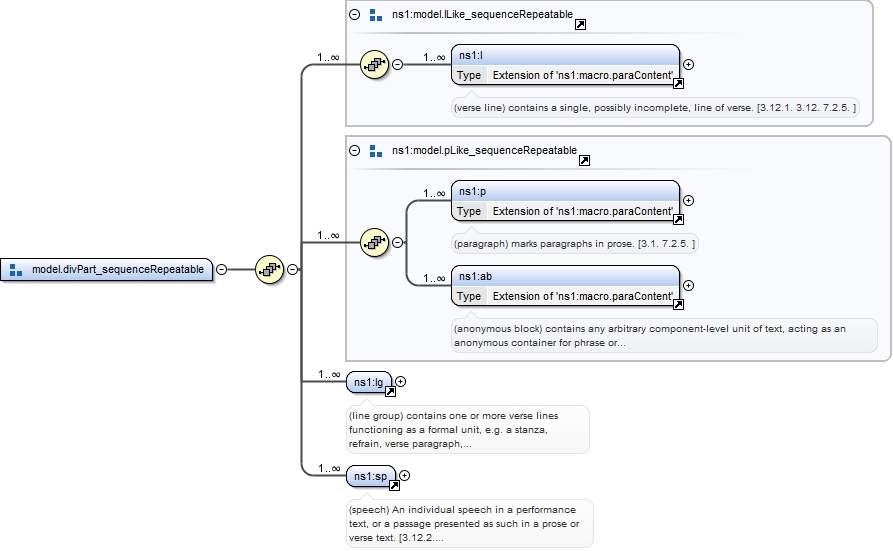 ns1:model.lLike_sequenceRepeatable
1..∞
1..∞
ns1:l
Type Extension of 'ns1:macro.paraContent'
(verse line) contains a single, possibly incomplete, line of verse. [3.12.1. 3.12. 7.2.5. ]
ns1:model.pLike_sequenceRepeatable
1..∞
ns1:p
Type Extension of 'ns1:macro.paraContent'
(paragraph) marks paragraphs in prose. [3.1. 7.2.5. ]
1..∞
model.divPart_sequenceRepeatable
1..∞
ns1:ab
Type Extension of 'ns1:macro.paraContent'
(anonymous block) contains any arbitrary component-level unit of text, acting as an
anonymous container for phrase or...
1..∞
ns1:lg
(line group) contains one or more verse lines
functioning as a formal unit, e.g. a stanza,
refrain, verse paragraph,...
1..∞
ns1:sp
(speech) An individual speech in a performance
text, or a passage presented as such in a prose or
verse text. [3.12.2....